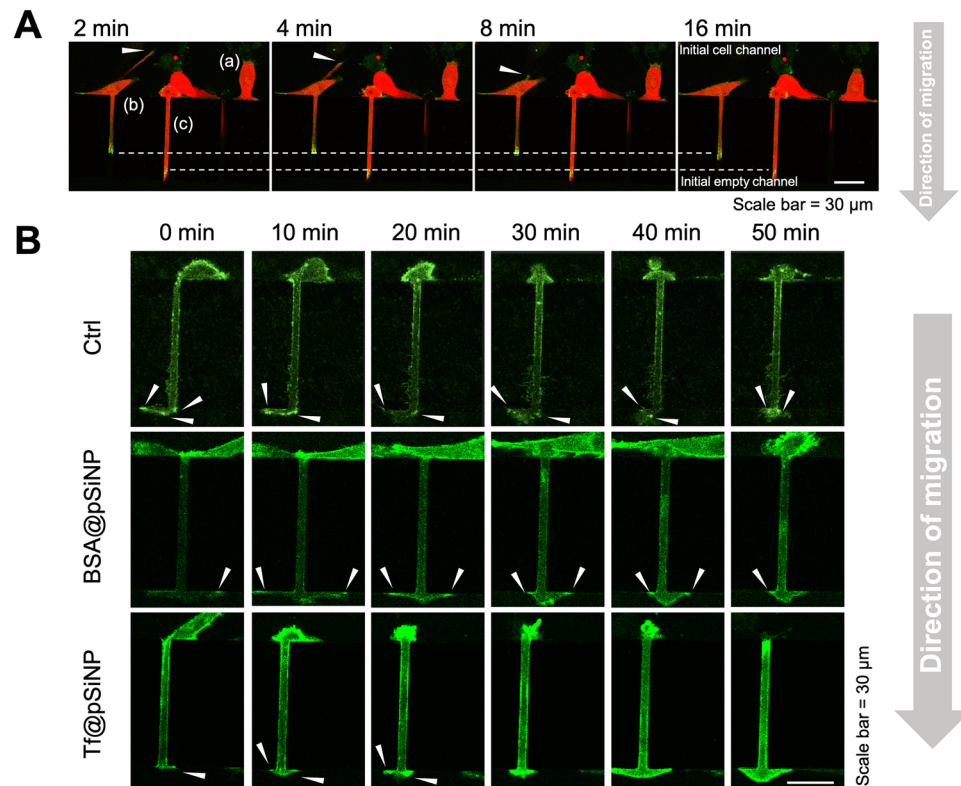 A
2 min
4 min
8 min
16 min
(a)
(b)
(c)
Initial cell channel
Initial empty channel
Scale bar = 30 µm
Direction of migration
B
0 min
10 min
20 min
30 min
40 min
50 min
Ctrl
BSA@pSiNP
Tf@pSiNP
Scale bar = 30 µm
Direction of migration